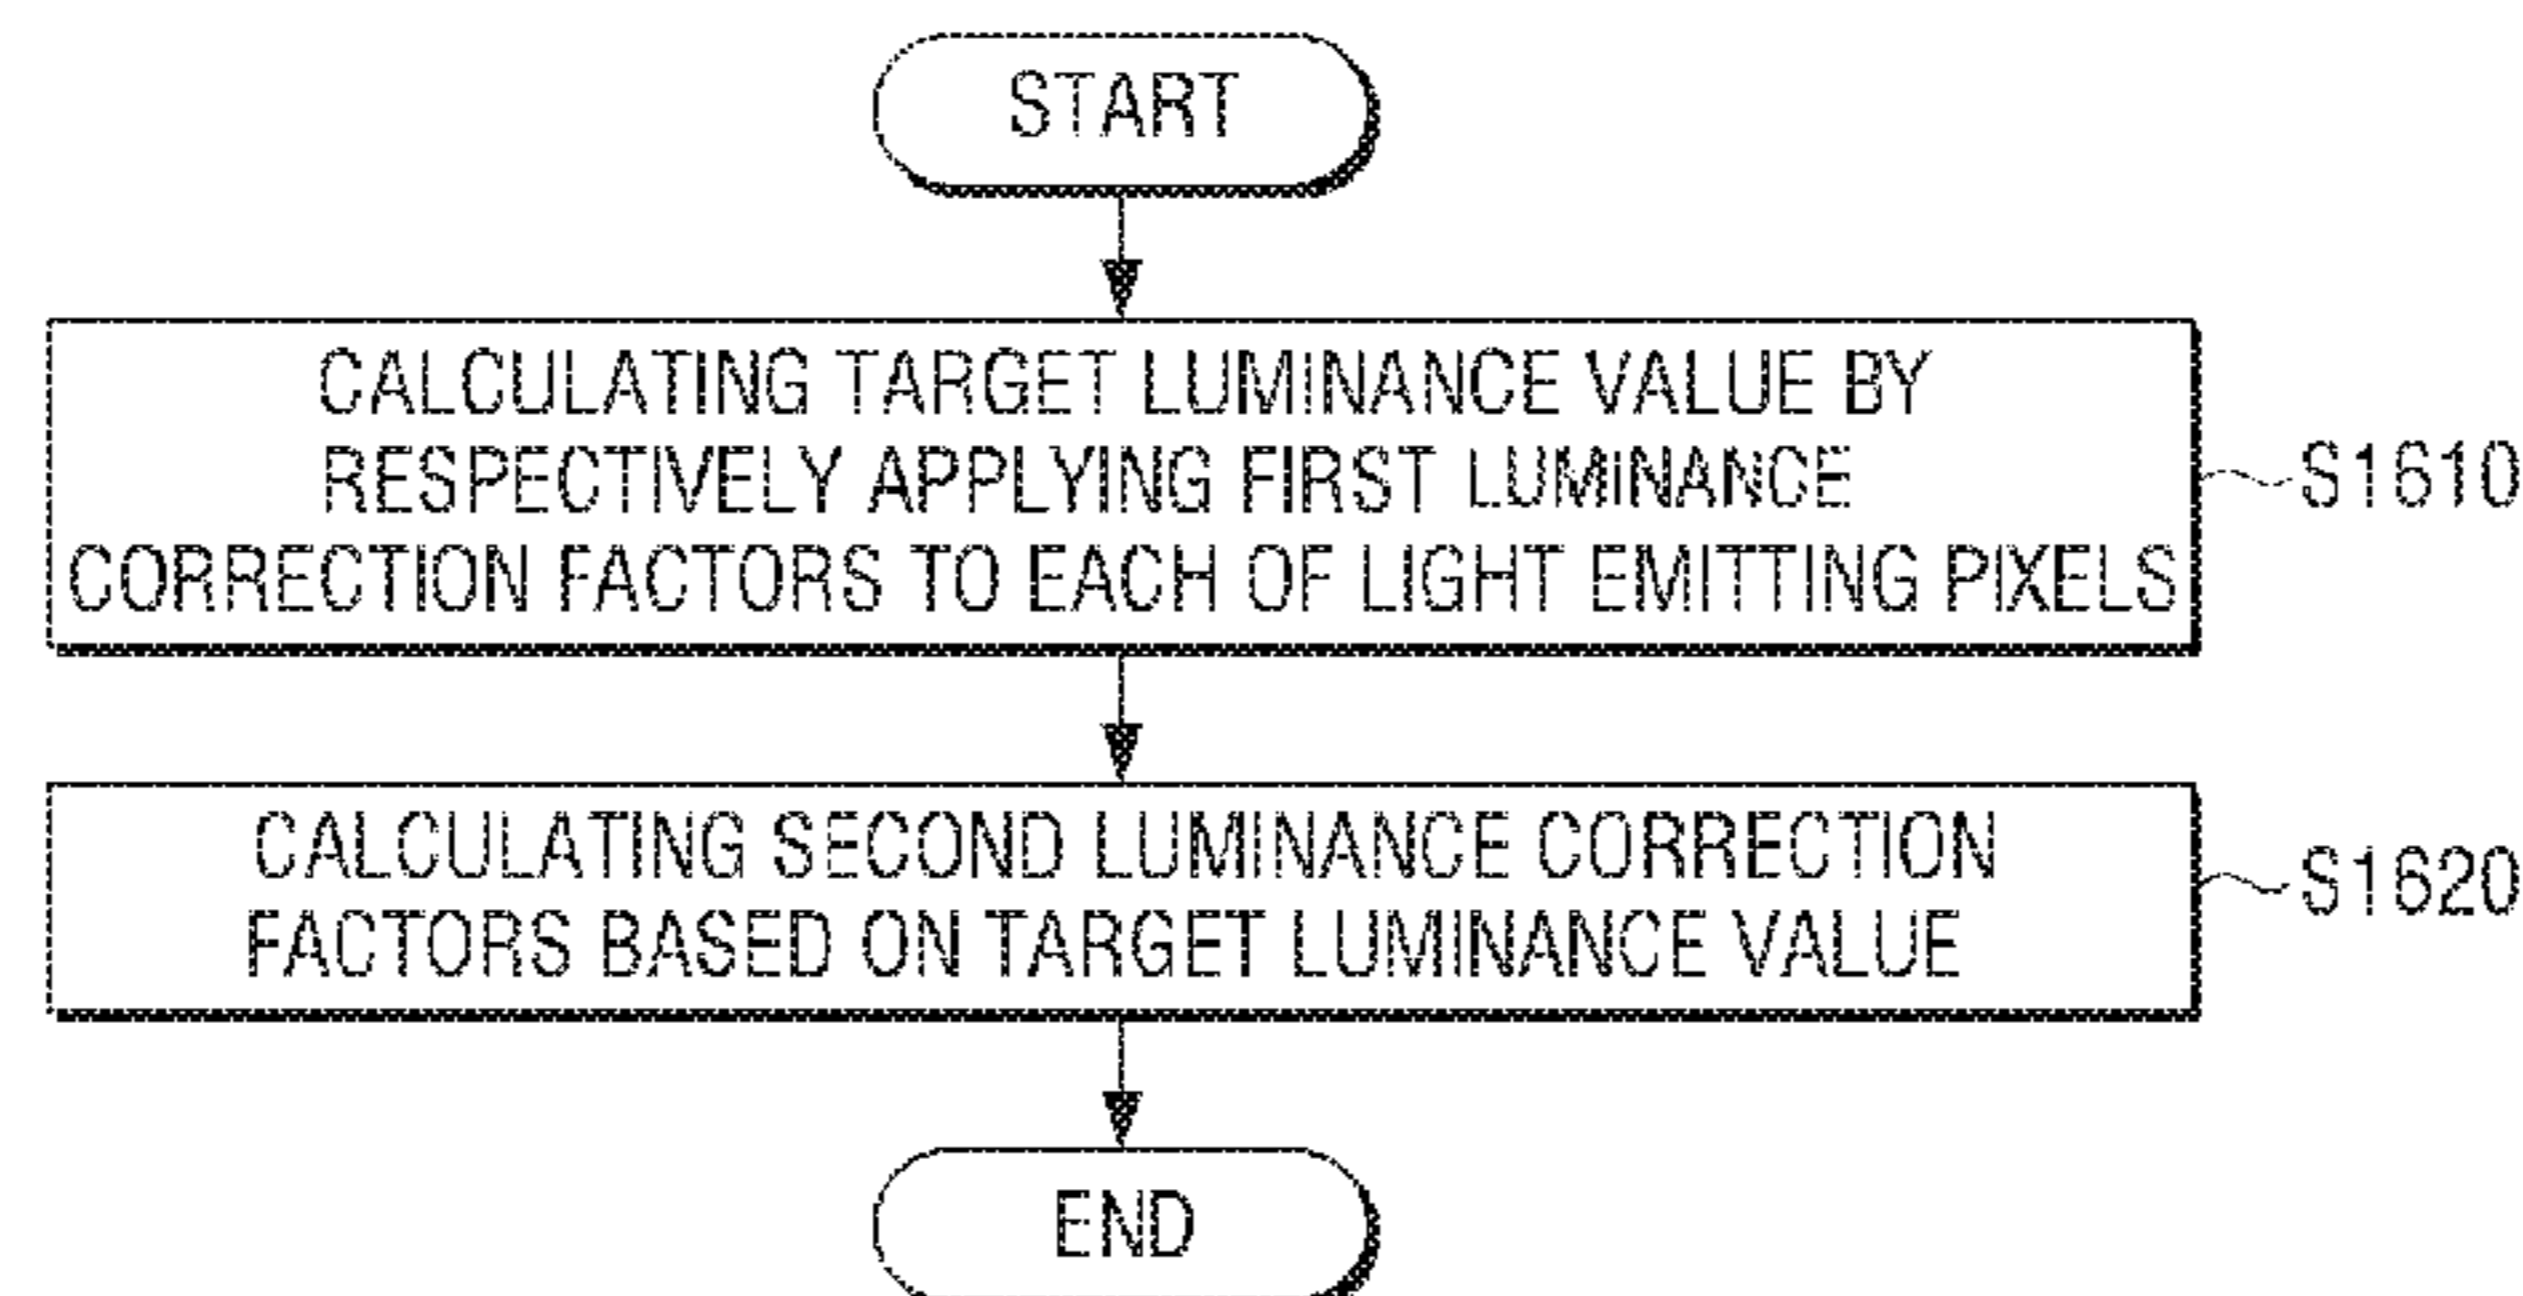 START
CALCULATING TARGET LUMINANCE VALUE BY
RESPECTIVELY APPLYING FIRST LUMINANCE
CORRECTION FACTORS TO EACH OF LIGHT EMITTING PIXELS
S1610
CALCULATING SECOND LUMINANCE CORRECTION
FACTORS BASED ON TARGET LUMINANCE VALUE
S1620
END